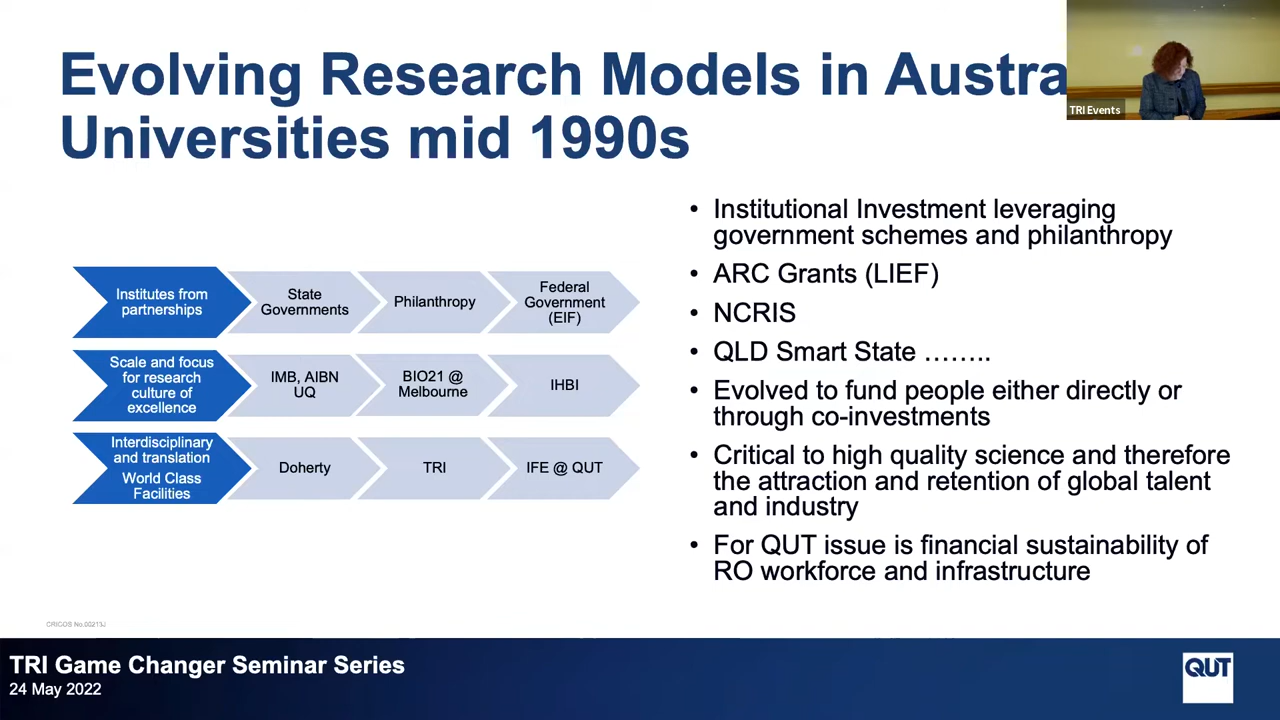 Evolving Research Models in Austra
Universities mid 1990s
TRI Events
Institutes from
partnerships
State
Governments
Philanthropy
Federal
Government
(EIF)
Scale and focus
for research
culture of
excellence
IMB, AIBN
UQ
BIO21 @
Melbourne
IHBI
Interdisciplinary
and translation
World Class
Facilities
Doherty
TRI
IFE @ QUT
• Institutional Investment leveraging
government schemes and philanthropy
• ARC Grants (LIEF)
• NCRIS
• QLD Smart State ........
• Evolved to fund people either directly or
through co-investments
• Critical to high quality science and therefore
the attraction and retention of global talent
and industry
• For QUT issue is financial sustainability of
RO workforce and infrastructure
CRICOS No.00213J
TRI Game Changer Seminar Series
24 May 2022
QUT